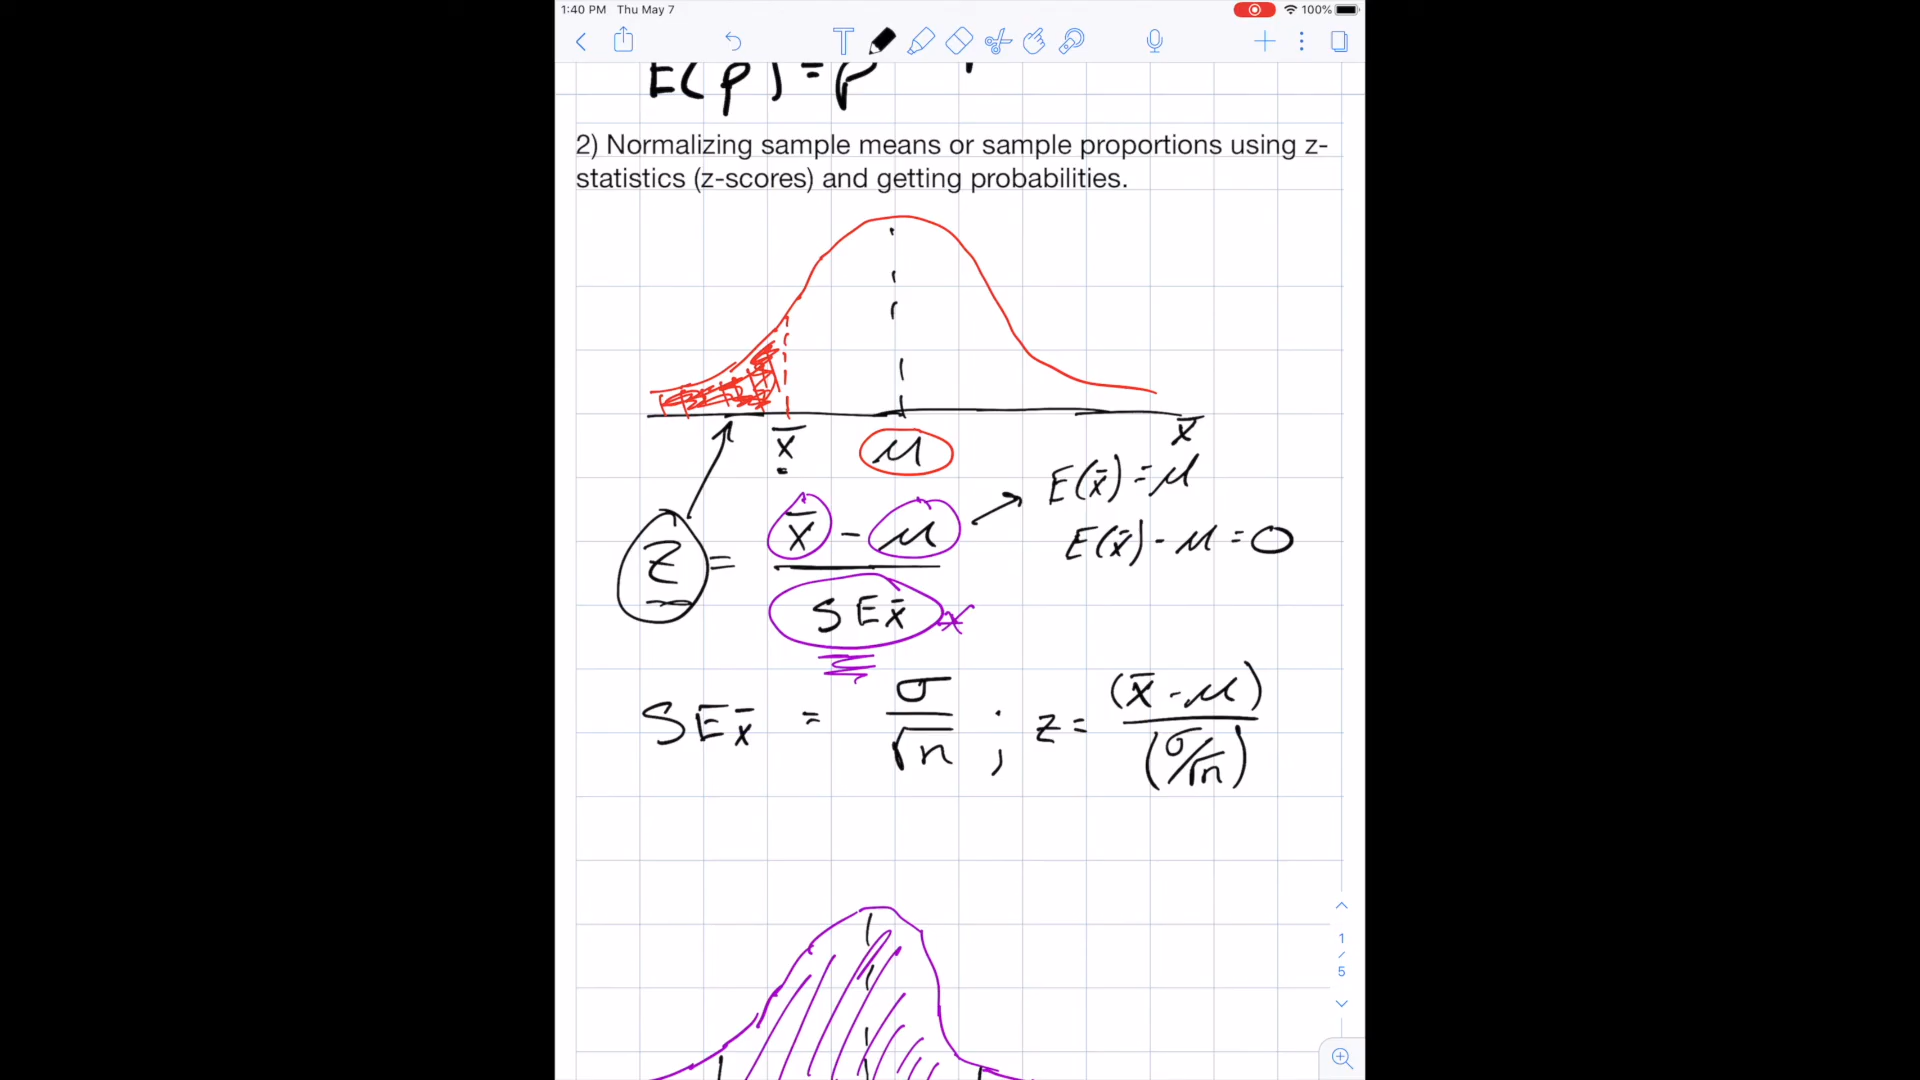 1:40 PM Thu May 7 100%
T
E(p) = p
2) Normalizing sample means or sample proportions using z-
statistics (z-scores) and getting probabilities.
x̄ μ x̄
E(x̄) = μ
z = x̄ - μ / SEx̄ *
E(x̄) - μ = 0
SEx̄ = σ/√n ; z = (x̄ - μ) / (σ/√n)
1
/
5